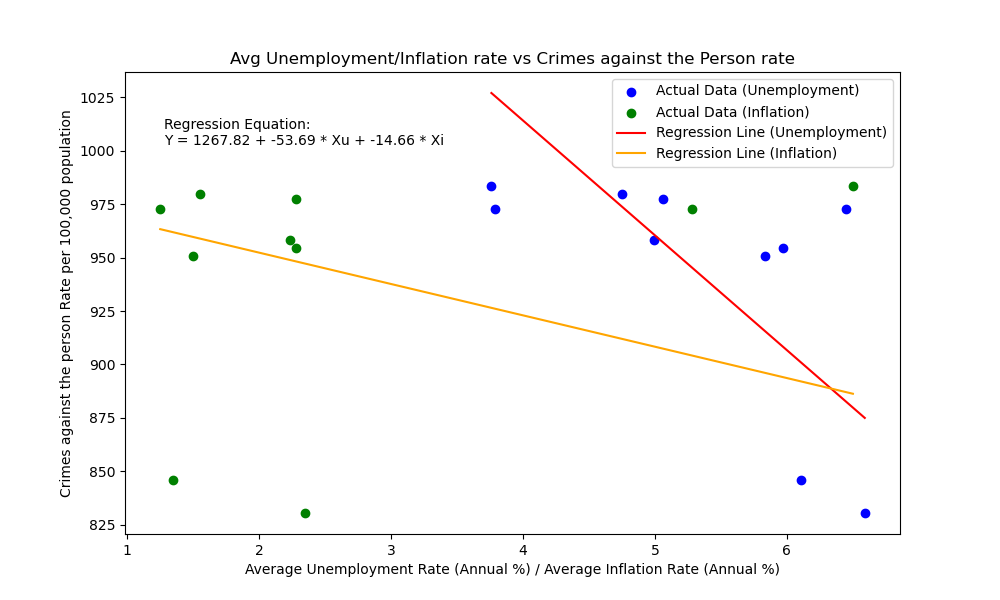 Avg Unemployment/Inflation rate vs Crimes against the Person rate
Actual Data (Unemployment)
Actual Data (Inflation)
Regression Line (Unemployment)
Regression Line (Inflation)
Regression Equation:
Y = 1267.82 + -53.69 * Xu + -14.66 * Xi
Crimes against the person Rate per 100,000 population
1025
1000
975
950
925
900
875
850
825
1 2 3 4 5 6
Average Unemployment Rate (Annual %) / Average Inflation Rate (Annual %)